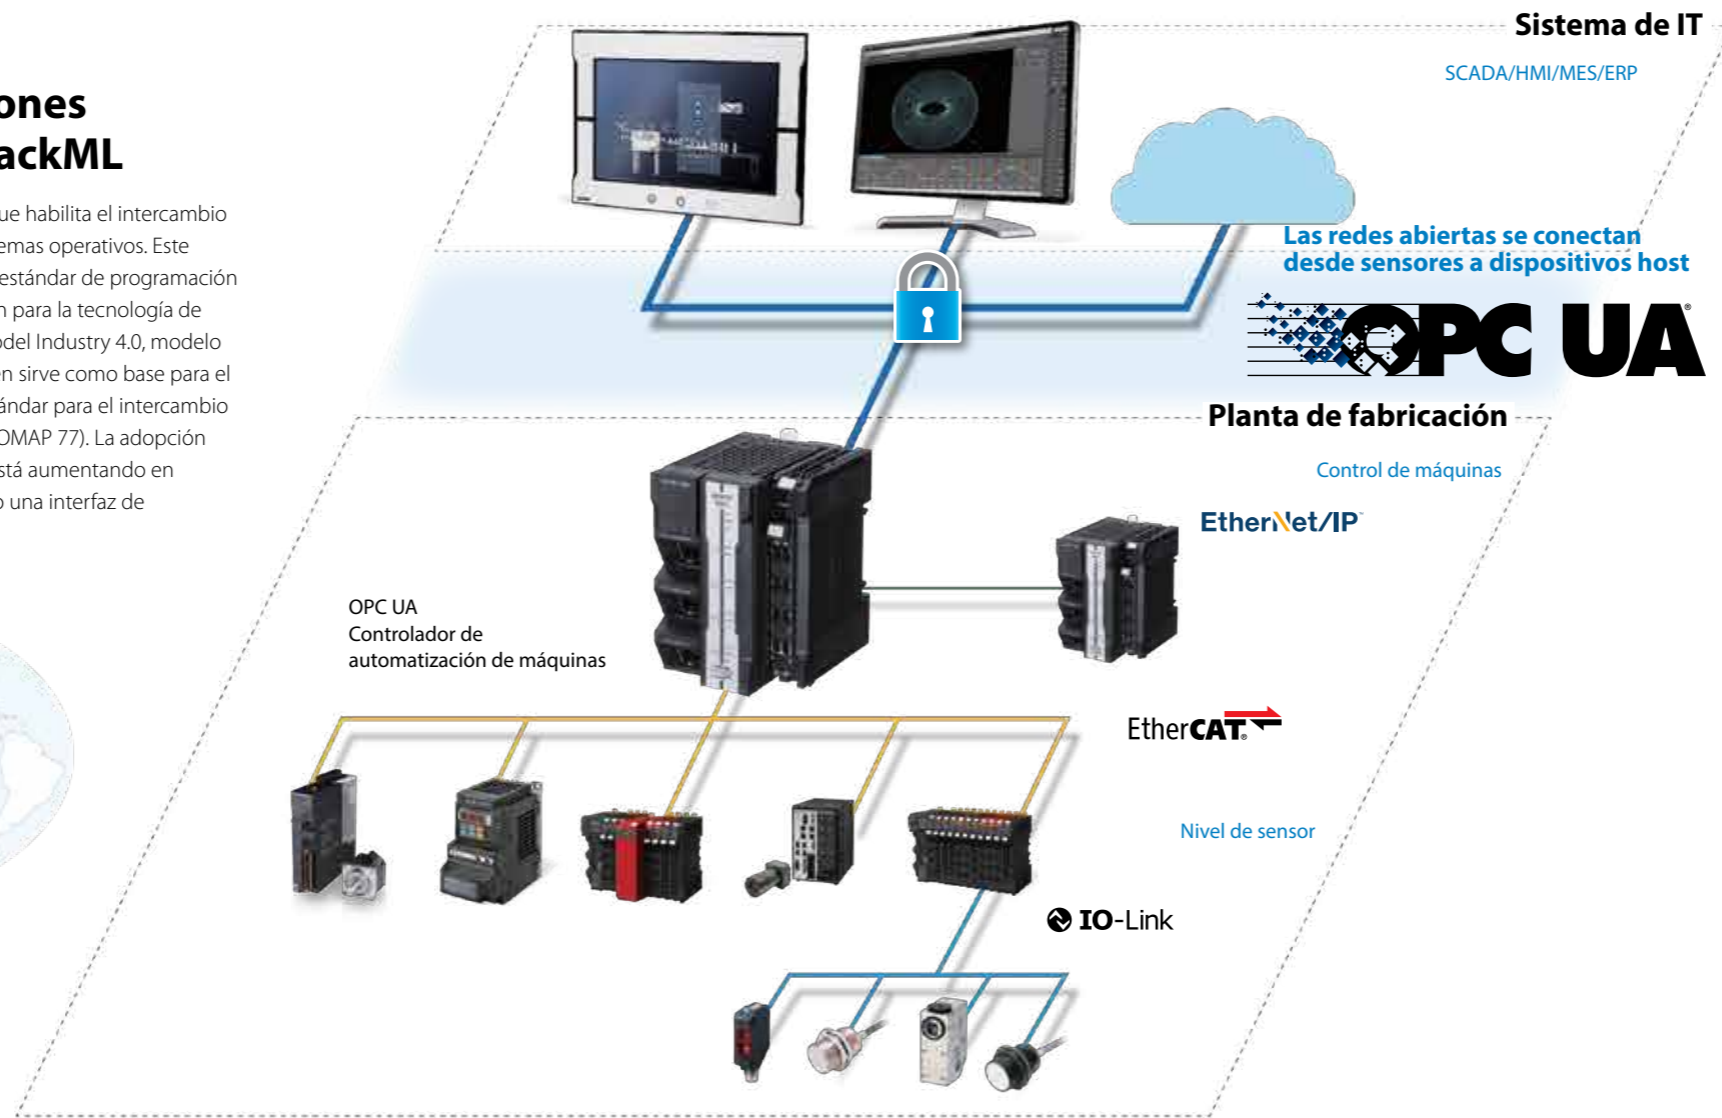 ones
ackML
ue habilita el intercambio
emas operativos. Este
estándar de programación
n para la tecnología de
odel Industry 4.0, modelo
én sirve como base para el
ándar para el intercambio
OMAP 77). La adopción
stá aumentando en
o una interfaz de
Sistema de IT
SCADA/HMI/MES/ERP
Las redes abiertas se conectan
desde sensores a dispositivos host
OPC UA®
Planta de fabricación
Control de máquinas
EtherNet/IP™
OPC UA
Controlador de
automatización de máquinas
EtherCAT®
Nivel de sensor
IO-Link